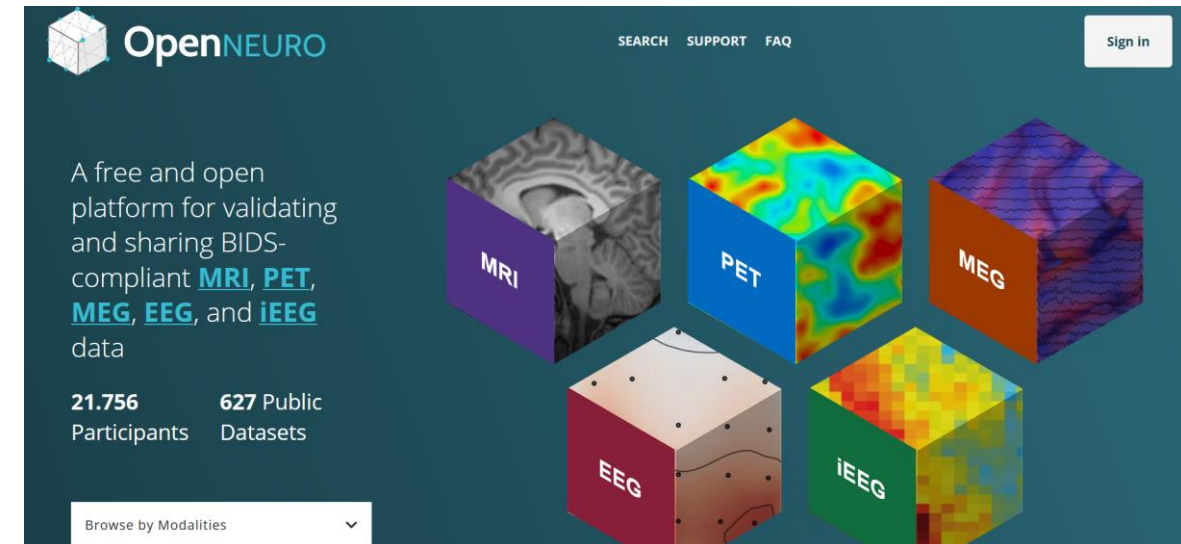 OpenNEURO
SEARCH SUPPORT FAQ
Sign in
A free and open
platform for validating
and sharing BIDS-
compliant MRI, PET,
MEG, EEG, and iEEG
data
21.756 627 Public
Participants Datasets
Browse by Modalities
MRI
PET
MEG
EEG
iEEG